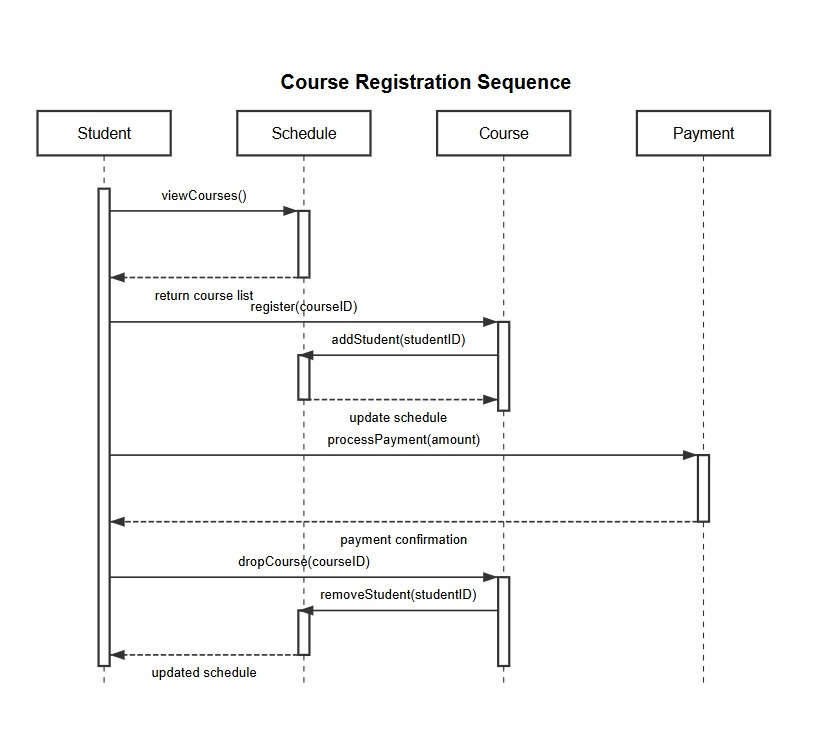 Course Registration Sequence
Student
Schedule
Course
Payment
viewCourses()
return course list
register(courseID)
addStudent(studentID)
update schedule
processPayment(amount)
payment confirmation
dropCourse(courseID)
removeStudent(studentID)
updated schedule